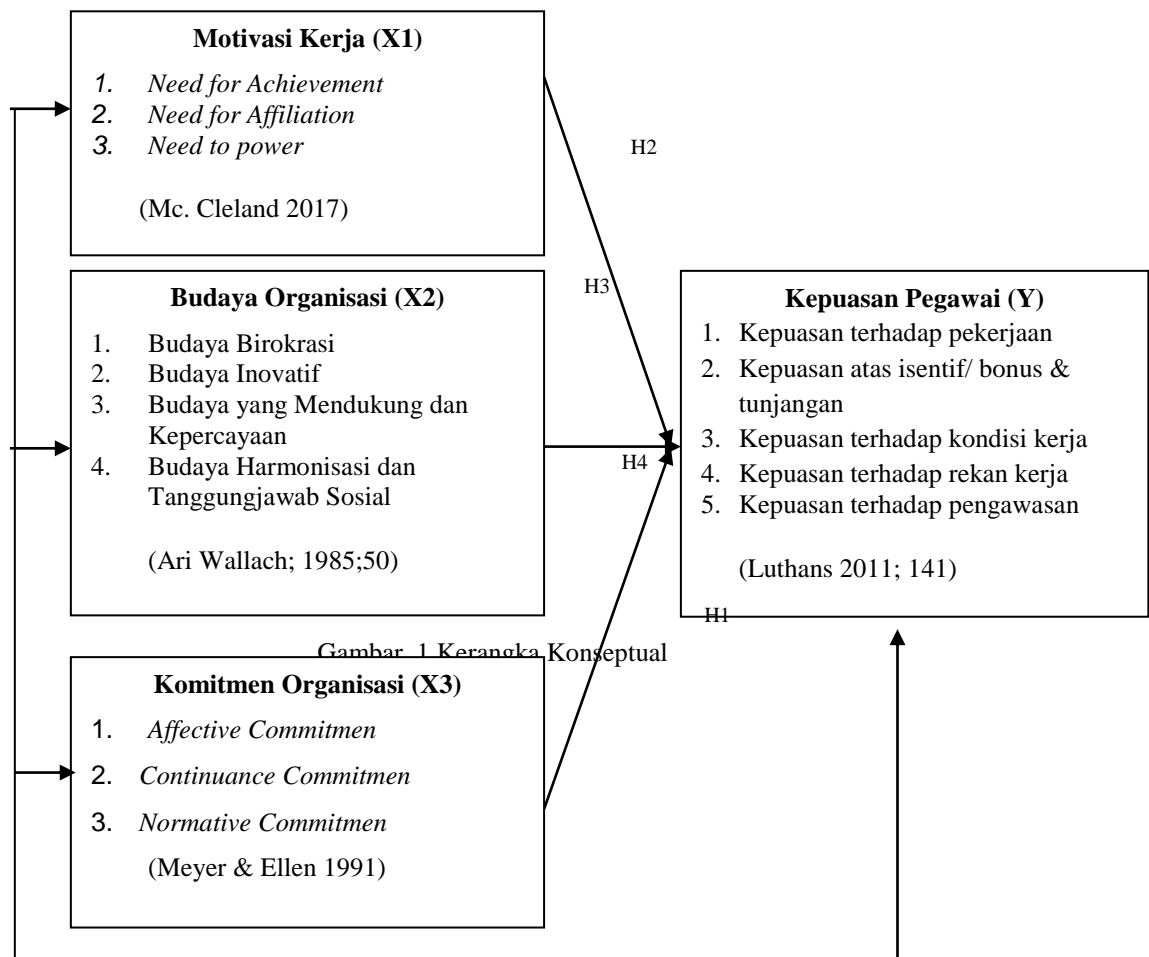 Motivasi Kerja (X1)
1. Need for Achievement
2. Need for Affiliation
3. Need to power
(Mc. Cleland 2017)
H2
Budaya Organisasi (X2)
1. Budaya Birokrasi
2. Budaya Inovatif
3. Budaya yang Mendukung dan
Kepercayaan
4. Budaya Harmonisasi dan
Tanggungjawab Sosial
(Ari Wallach; 1985;50)
H3
H4
Kepuasan Pegawai (Y)
1. Kepuasan terhadap pekerjaan
2. Kepuasan atas isentif/ bonus &
tunjangan
3. Kepuasan terhadap kondisi kerja
4. Kepuasan terhadap rekan kerja
5. Kepuasan terhadap pengawasan
(Luthans 2011; 141)
H1
Gambar 1 Kerangka Konseptual
Komitmen Organisasi (X3)
1. Affective Commitmen
2. Continuance Commitmen
3. Normative Commitmen
(Meyer & Ellen 1991)